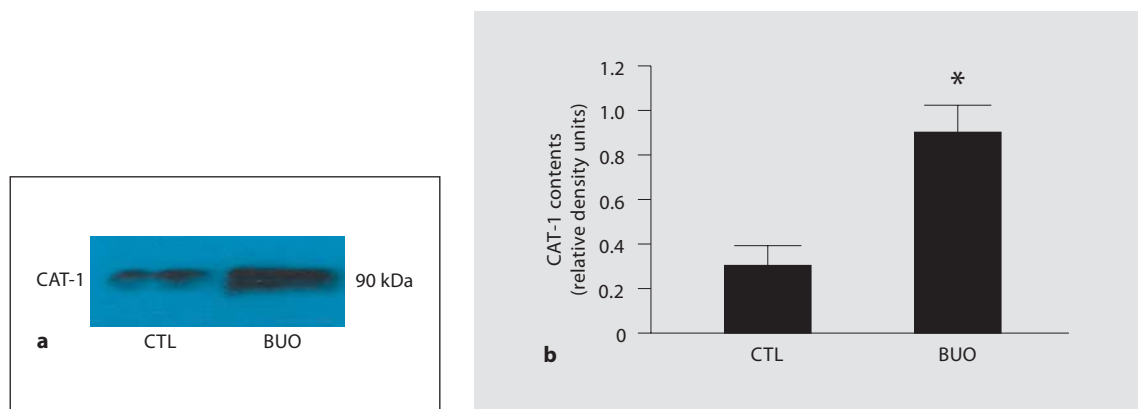 CAT-1
90 kDa
CTL
BUO
a
CAT-1 contents
(relative density units)
1.2
1.0
0.8
0.6
0.4
0.2
0
*
CTL
BUO
b